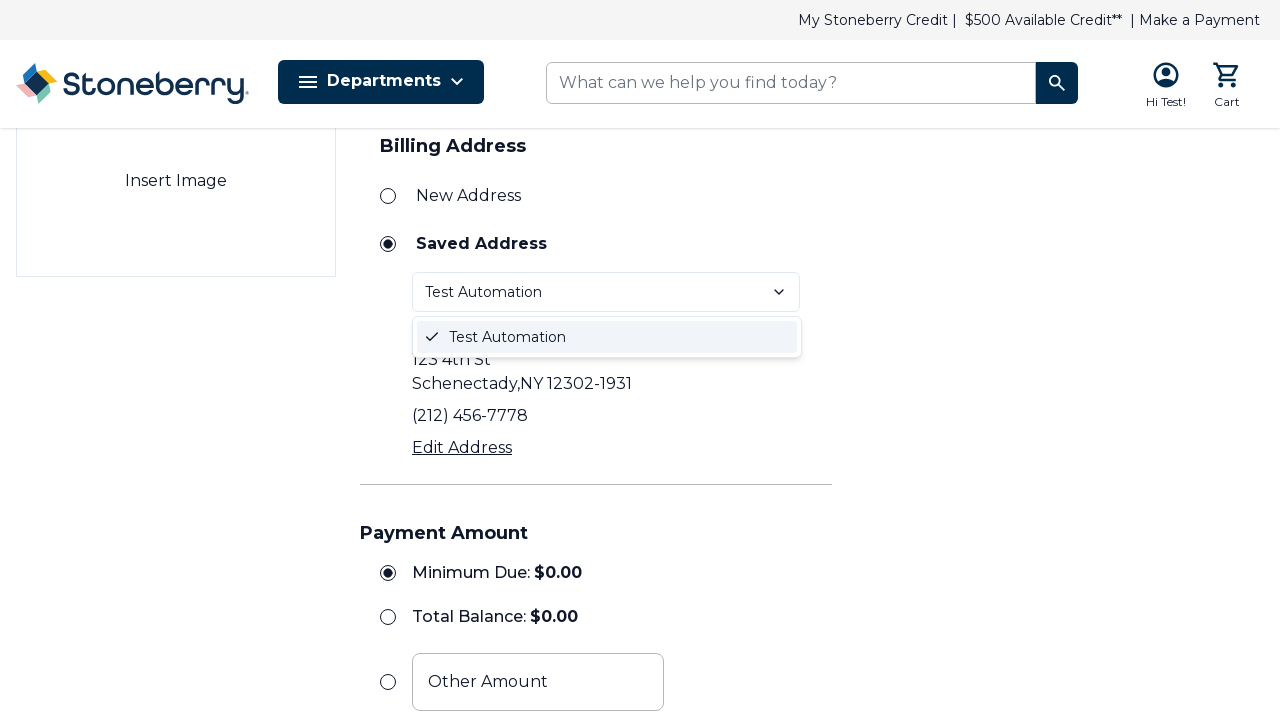 My Stoneberry Credit | $500 Available Credit** | Make a Payment
Stoneberry
Departments
What can we help you find today?
Hi Test!
Cart
Insert Image
Billing Address
New Address
Saved Address
Test Automation
Test Automation
123 4th St
Schenectady,NY 12302-1931
(212) 456-7778
Edit Address
Payment Amount
Minimum Due: $0.00
Total Balance: $0.00
Other Amount